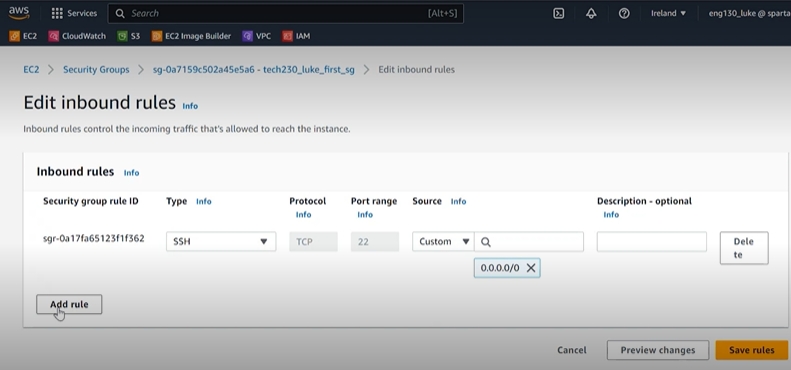 aws
Services
Search
[Alt+S]
Ireland
eng130_luke @ sparta
EC2
CloudWatch
S3
EC2 Image Builder
VPC
IAM
EC2 > Security Groups > sg-0a7159c502a45e5a6 - tech230_luke_first_sg > Edit inbound rules
Edit inbound rules Info
Inbound rules control the incoming traffic that's allowed to reach the instance.
Inbound rules Info
Security group rule ID
Type Info
Protocol
Info
Port range
Info
Source Info
Description - optional
Info
sgr-0a17fa65123f1f362
SSH
TCP
22
Custom
0.0.0.0/0
Dele
te
Add rule
Cancel
Preview changes
Save rules